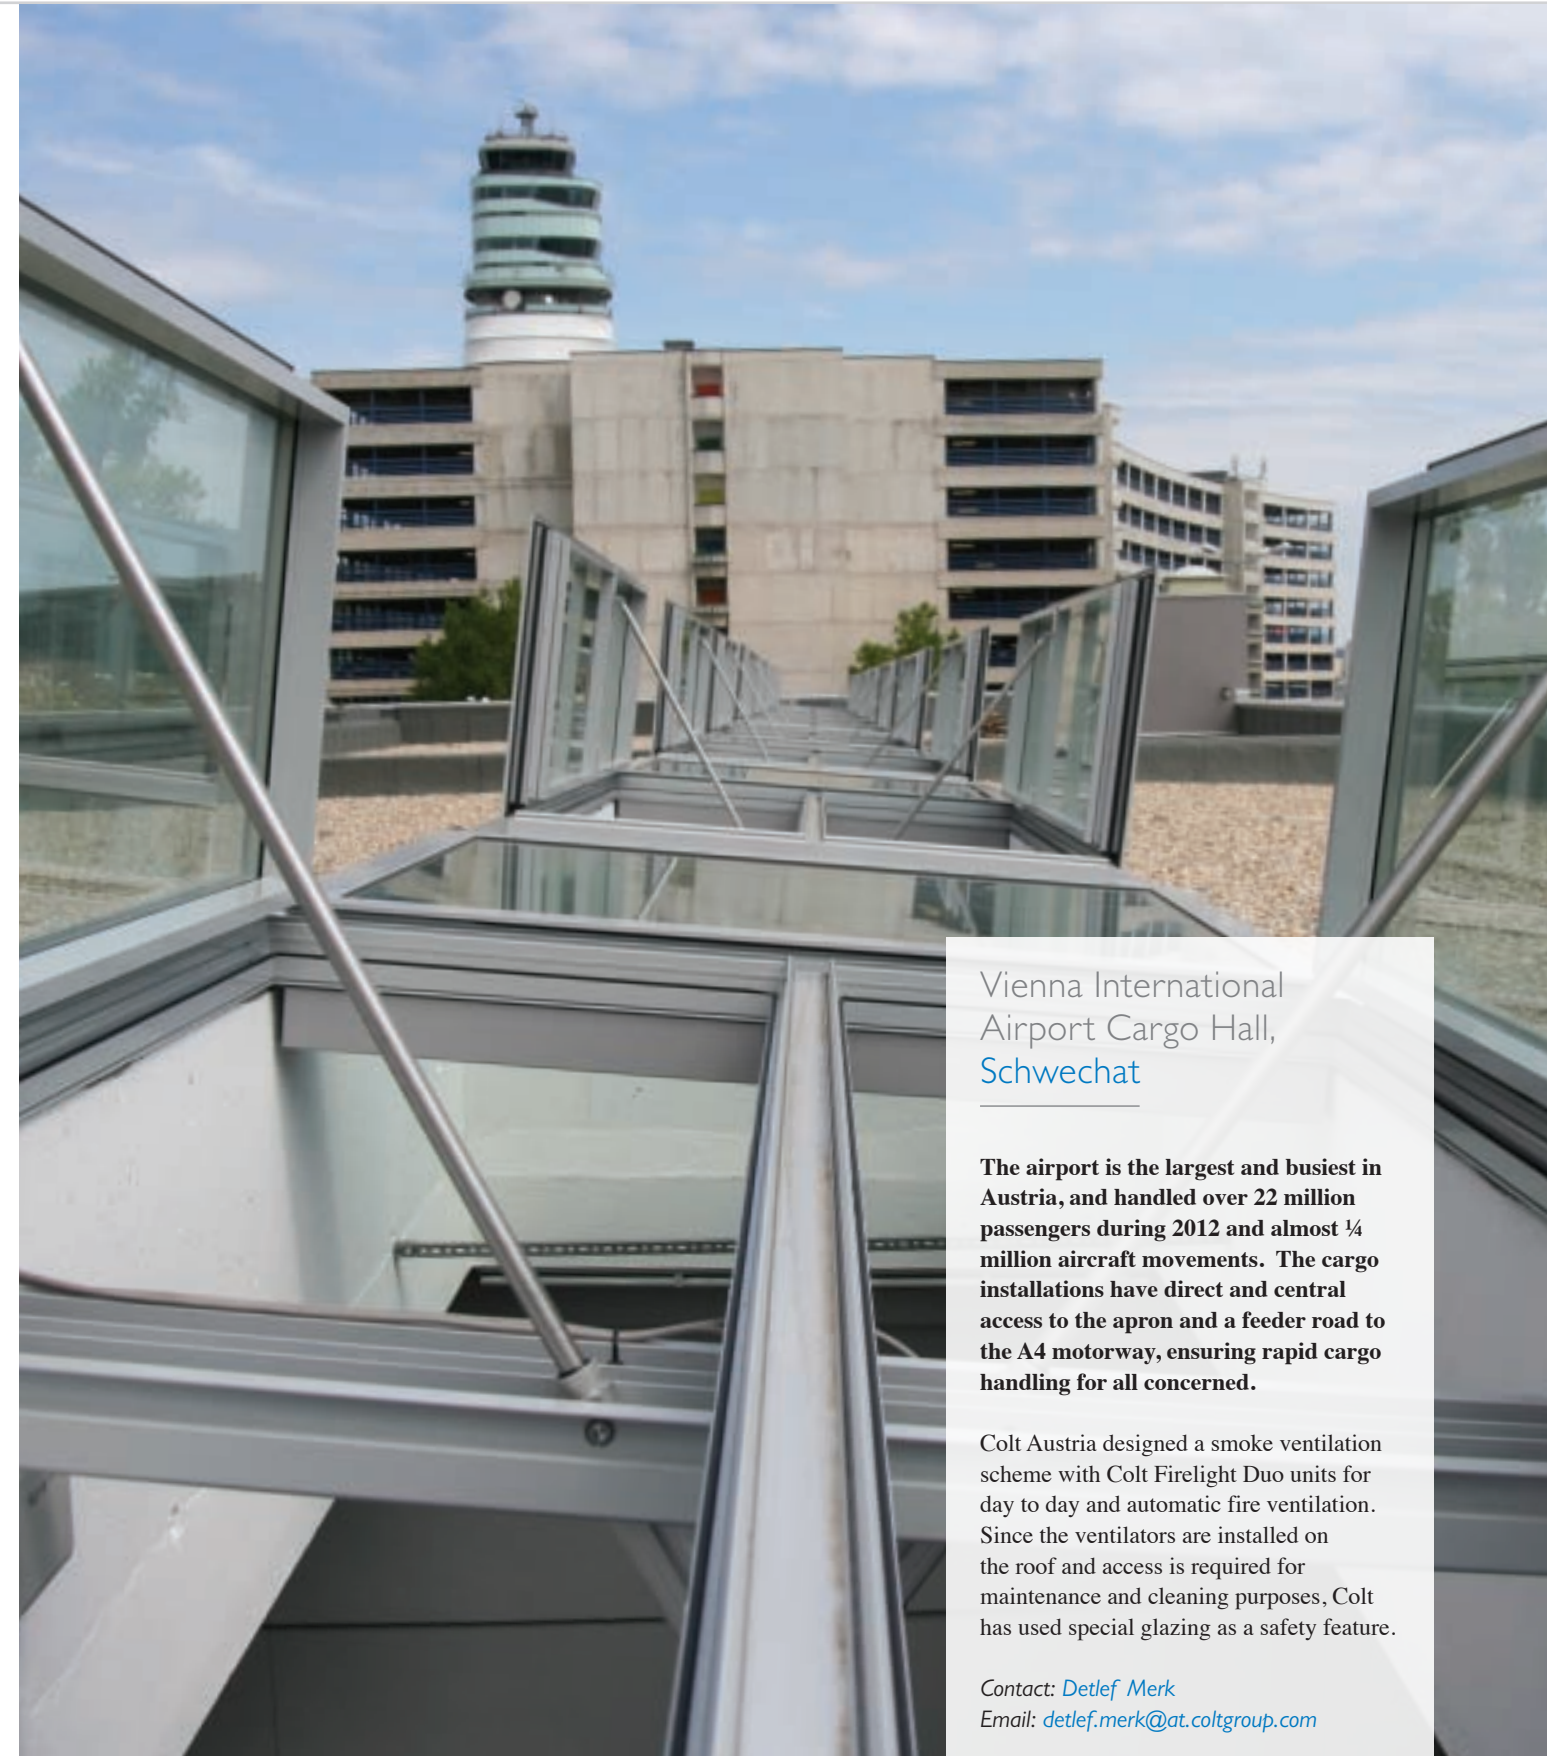 Vienna International
Airport Cargo Hall,
Schwechat
The airport is the largest and busiest in
Austria, and handled over 22 million
passengers during 2012 and almost ¼
million aircraft movements.  The cargo
installations have direct and central
access to the apron and a feeder road to
the A4 motorway, ensuring rapid cargo
handling for all concerned.
Colt Austria designed a smoke ventilation
scheme with Colt Firelight Duo units for
day to day and automatic fire ventilation.
Since the ventilators are installed on
the roof and access is required for
maintenance and cleaning purposes, Colt
has used special glazing as a safety feature.
Contact: Detlef Merk
Email: detlef.merk@at.coltgroup.com